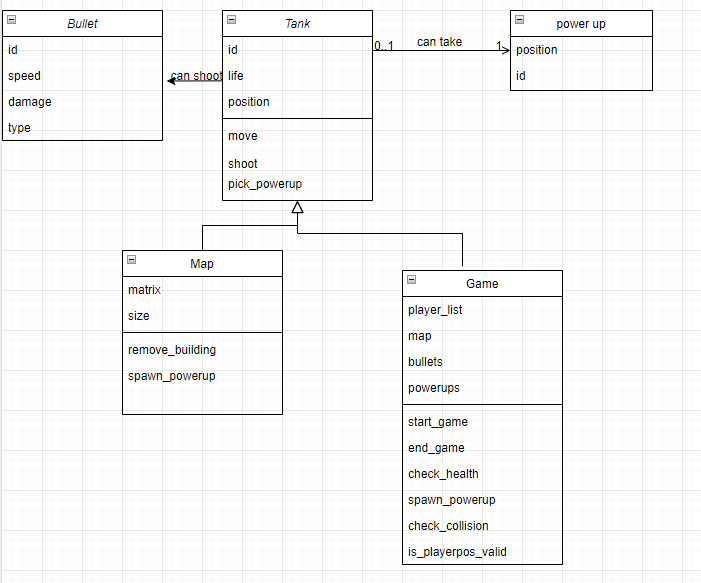 Bullet
id
speed
damage
type
can shoot
Tank
id
life
position
move
shoot
pick_powerup
0..1
can take
1
power up
position
id
Map
matrix
size
remove_building
spawn_powerup
Game
player_list
map
bullets
powerups
start_game
end_game
check_health
spawn_powerup
check_collision
is_playerpos_valid